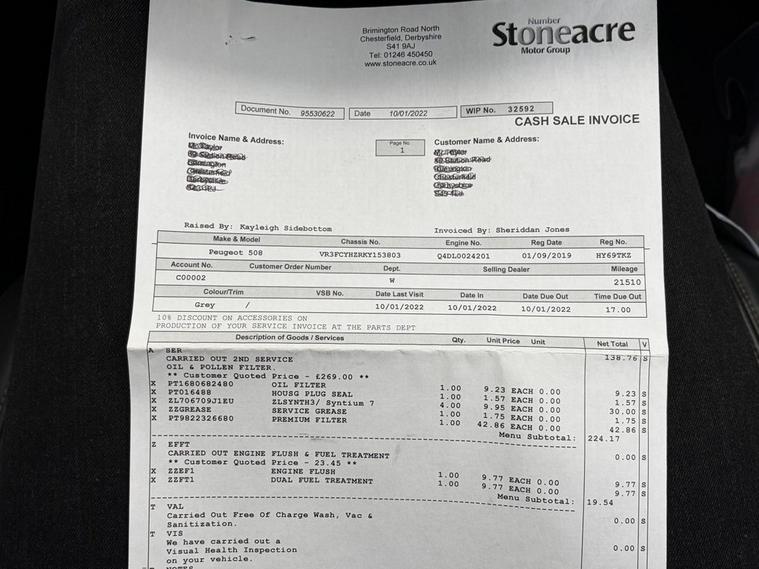 Brimington Road North
Chesterfield, Derbyshire
S41 9AJ
Tel: 01246 450450
www.stoneacre.co.uk
Number
Stoneacre
Motor Group
Document No. 95530622 Date 10/01/2022 WIP No. 32592
CASH SALE INVOICE
Invoice Name & Address:
Page No.
1
Customer Name & Address:
Raised By: Kayleigh Sidebottom Invoiced By: Sheriddan Jones
Make & Model Chassis No. Engine No. Reg Date Reg No.
Peugeot 508 VR3FCYHZRKY153803 Q4DL0024201 01/09/2019 HY69TKZ
Account No. Customer Order Number Dept. Selling Dealer Mileage
C00002 W 21510
Colour/Trim VSB No. Date Last Visit Date In Date Due Out Time Due Out
Grey / 10/01/2022 10/01/2022 10/01/2022 17.00
10% DISCOUNT ON ACCESSORIES ON
PRODUCTION OF YOUR SERVICE INVOICE AT THE PARTS DEPT
Description of Goods / Services Qty. Unit Price Unit Net Total V
A SER 138.76 S
CARRIED OUT 2ND SERVICE
OIL & POLLEN FILTER.
** Customer Quoted Price - £269.00 **
X PT1680682480 OIL FILTER 1.00 9.23 EACH 0.00 9.23 S
X PT016488 HOUSG PLUG SEAL 1.00 1.57 EACH 0.00 1.57 S
X ZL706709J1EU ZLSYNTH3/ Syntium 7 4.00 9.95 EACH 0.00 30.00 S
X ZZGREASE SERVICE GREASE 1.00 1.75 EACH 0.00 1.75 S
X PT9822326680 PREMIUM FILTER 1.00 42.86 EACH 0.00 42.86 S
Menu Subtotal: 224.17
Z EFFT 0.00 S
CARRIED OUT ENGINE FLUSH & FUEL TREATMENT
** Customer Quoted Price - 23.45 **
X ZZEF1 ENGINE FLUSH 1.00 9.77 EACH 0.00 9.77 S
X ZZFT1 DUAL FUEL TREATMENT 1.00 9.77 EACH 0.00 9.77 S
Menu Subtotal: 19.54
T VAL 0.00 S
Carried Out Free Of Charge Wash, Vac &
Sanitization.
T VIS 0.00 S
We have carried out a
Visual Health Inspection
on your vehicle.